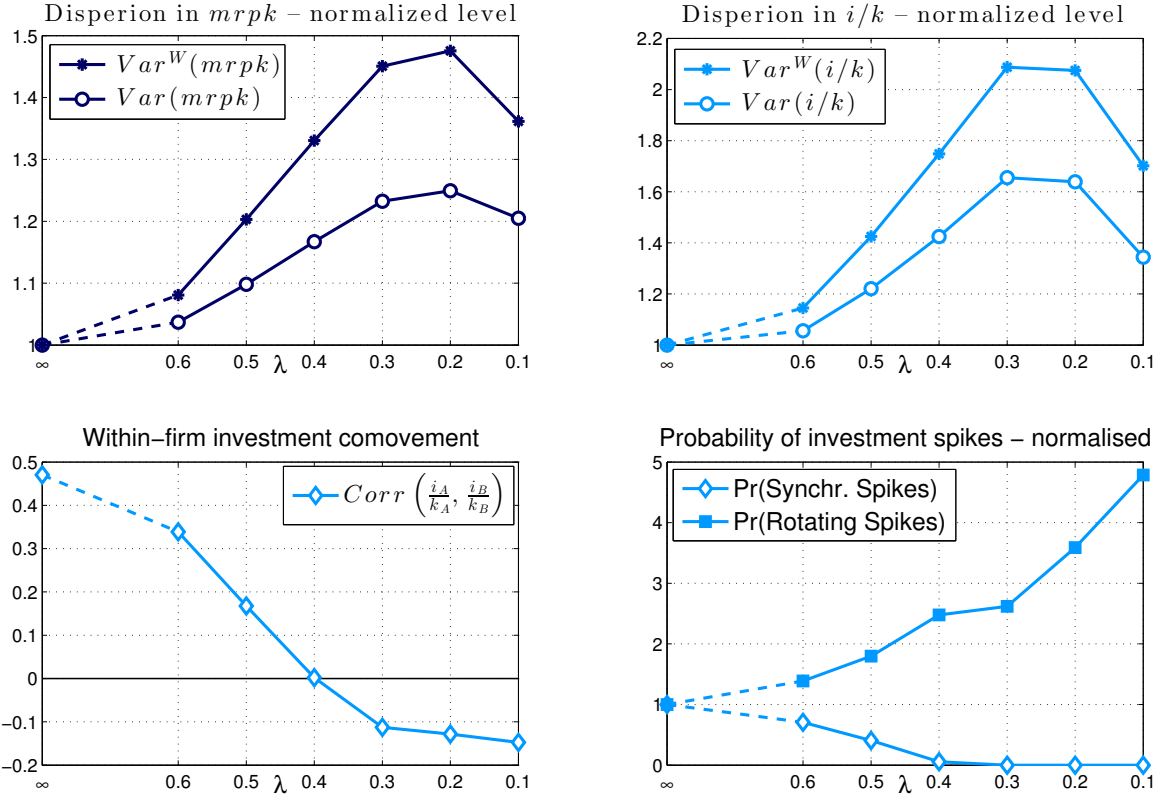 Disperion in mrpk – normalized level
1.5
1.4
1.3
1.2
1.1
1
Var^W(mrpk)
Var(mrpk)
∞ 0.6 0.5 0.4 0.3 0.2 0.1
λ
Disperion in i/k – normalized level
2.2
2
1.8
1.6
1.4
1.2
1
Var^W(i/k)
Var(i/k)
∞ 0.6 0.5 0.4 0.3 0.2 0.1
λ
Within−firm investment comovement
0.5
0.4
0.3
0.2
0.1
0
−0.1
−0.2
Corr (i_A/k_A, i_B/k_B)
∞ 0.6 0.5 0.4 0.3 0.2 0.1
λ
Probability of investment spikes − normalised
5
4
3
2
1
0
Pr(Synchr. Spikes)
Pr(Rotating Spikes)
∞ 0.6 0.5 0.4 0.3 0.2 0.1
λ